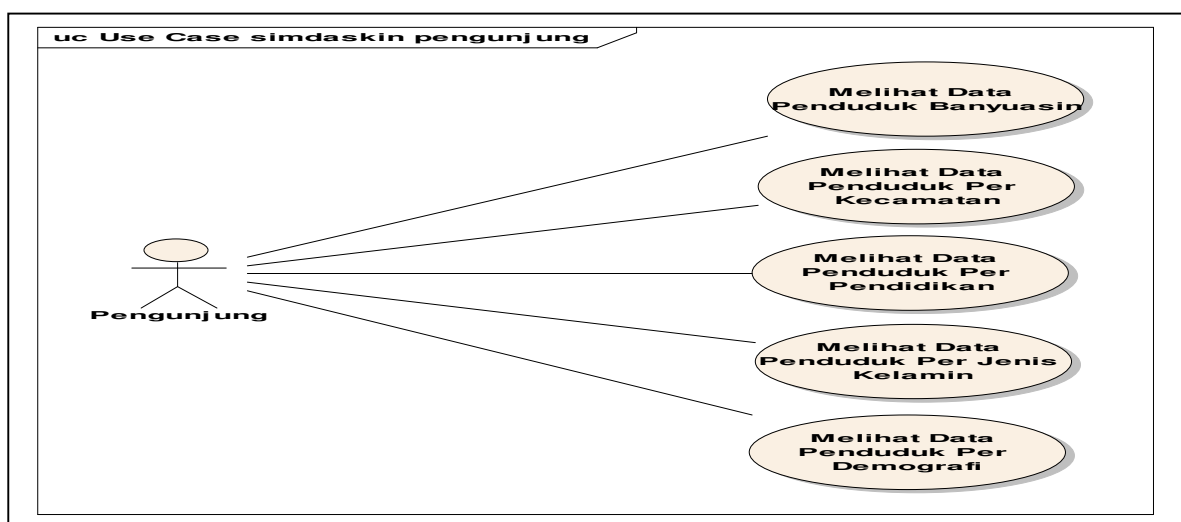 uc Use Case simdaskin pengunjung
Melihat Data
Penduduk Banyuasin
Melihat Data
Penduduk Per
Kecamatan
Melihat Data
Penduduk Per
Pendidikan
Pengunjung
Melihat Data
Penduduk Per Jenis
Kelamin
Melihat Data
Penduduk Per
Demografi